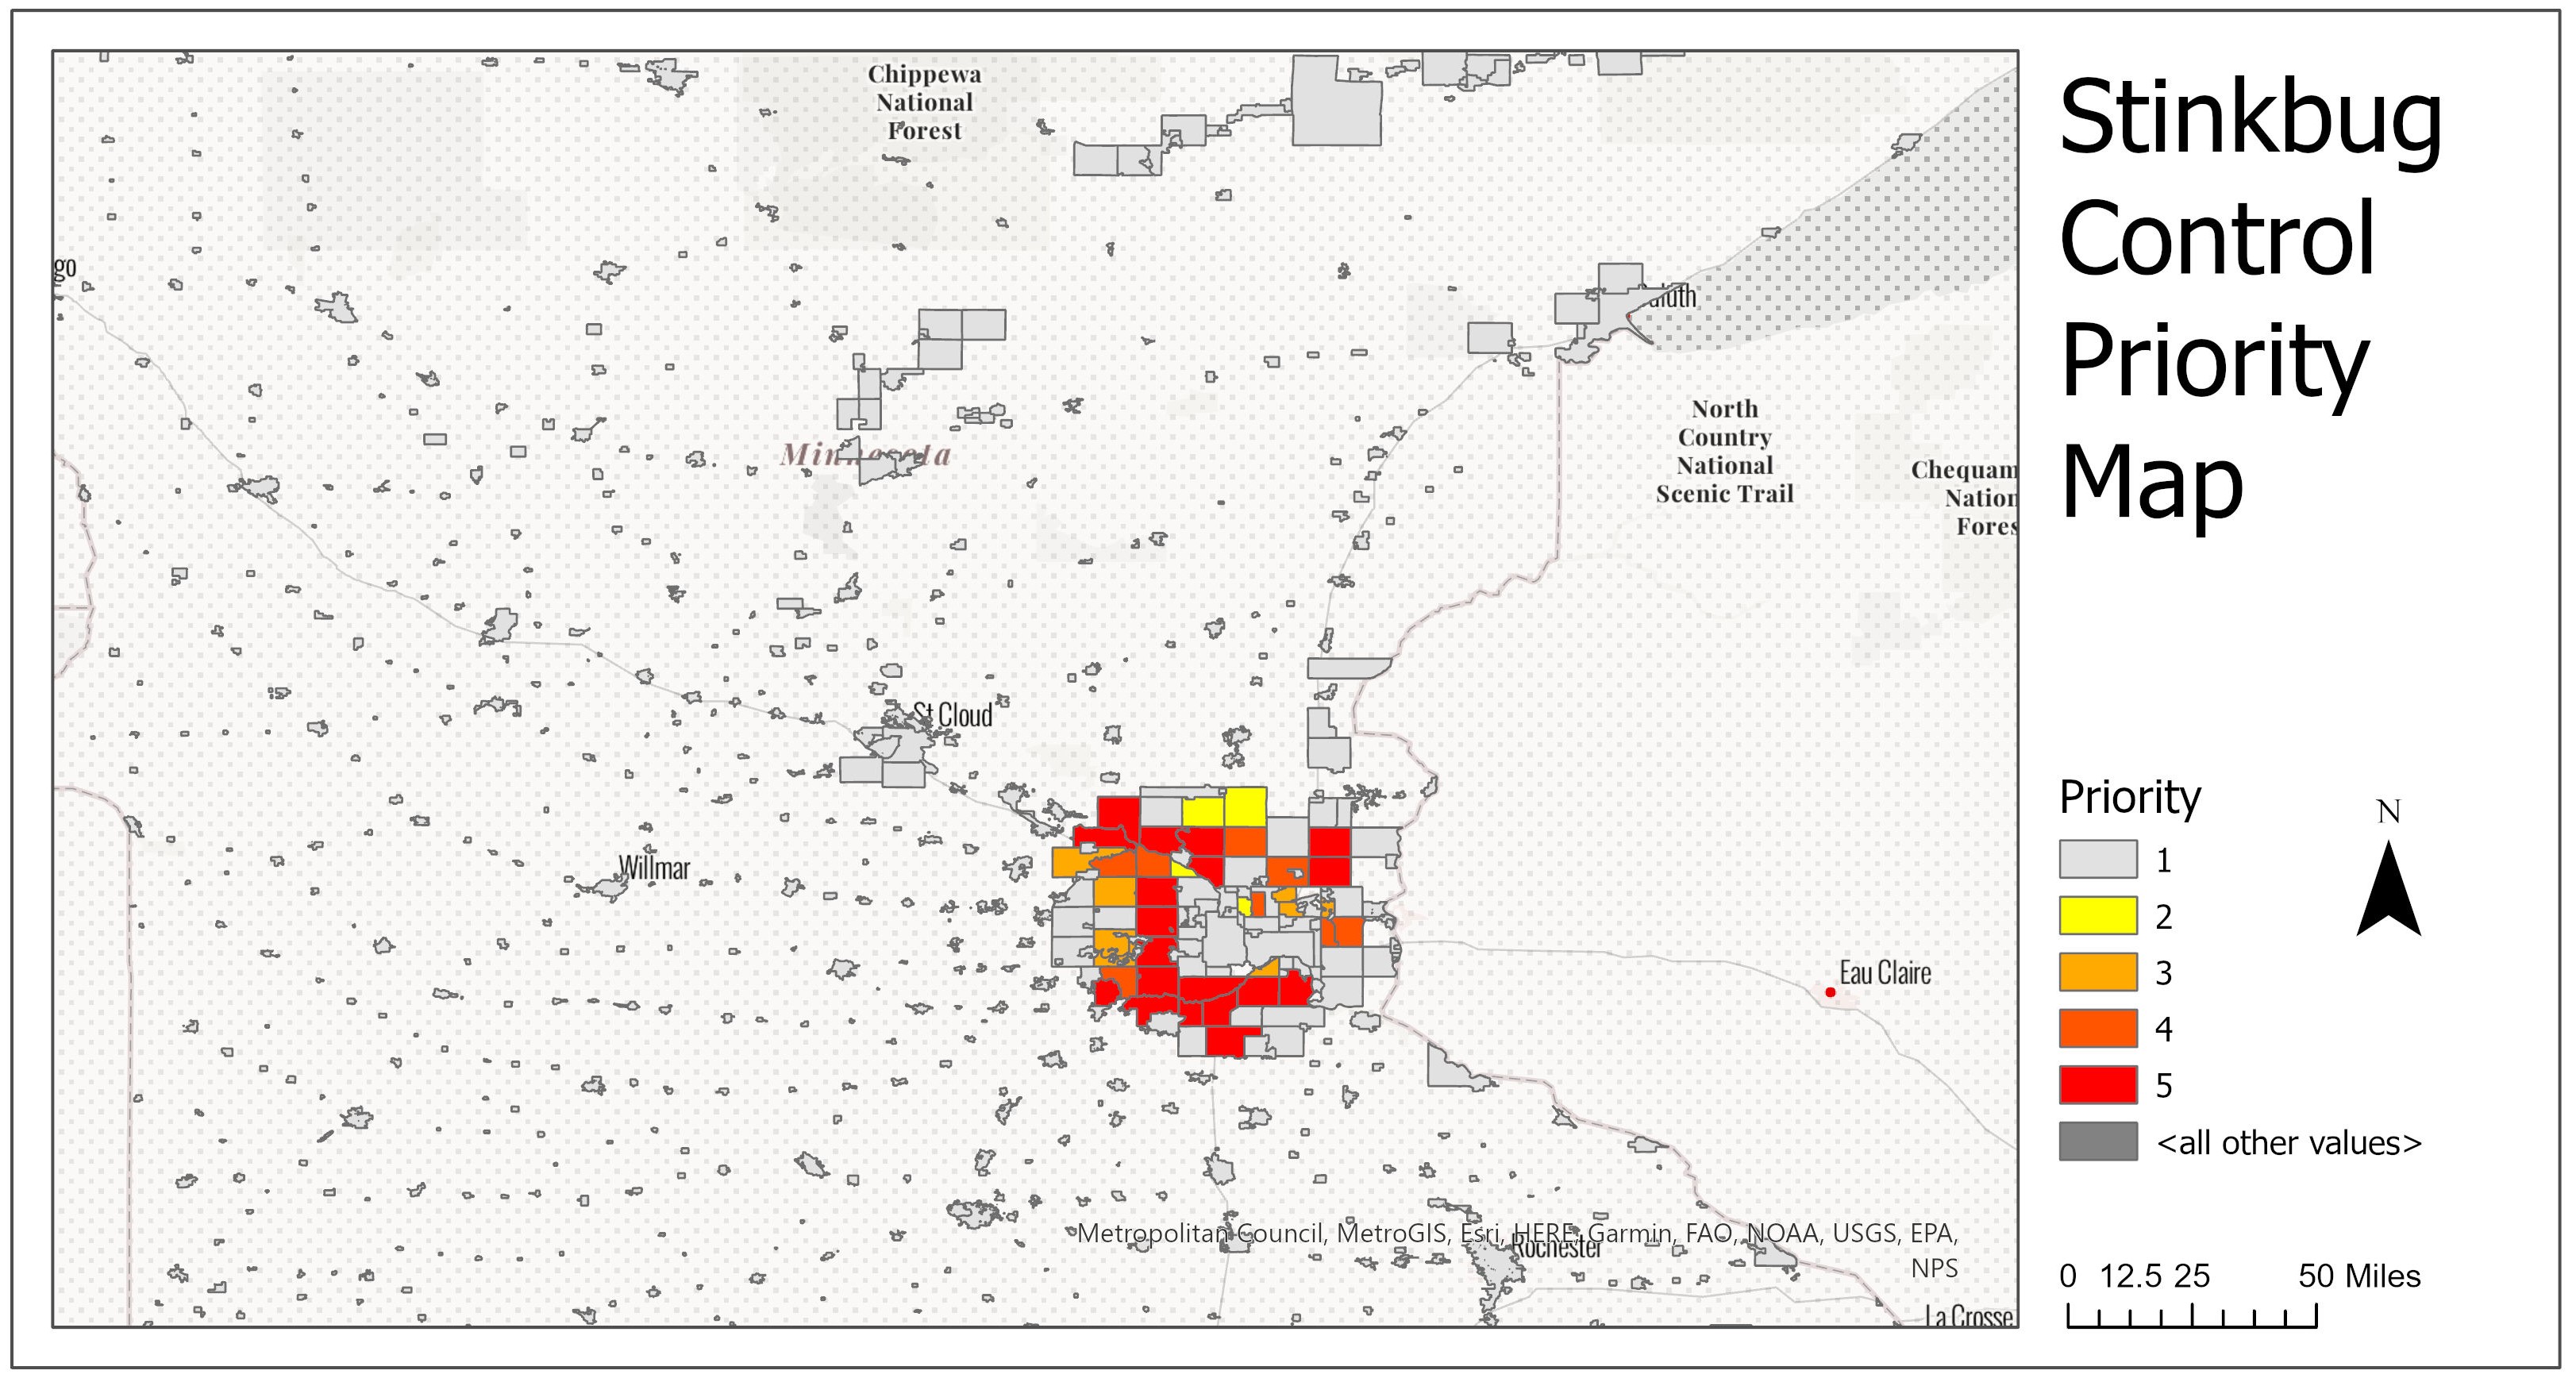 Stinkbug
Control
Priority
Map
Chippewa
National
Forest
go
North
Country
National
Scenic Trail
Chequam
Nation
Fores
Minnesota
St Cloud
Willmar
Eau Claire
Metropolitan Council, MetroGIS, Esri, HERE, Garmin, FAO, NOAA, USGS, EPA,
NPS
Rochester
La Crosse
Priority
1
2
3
4
5
<all other values>
N
0 12.5 25 50 Miles